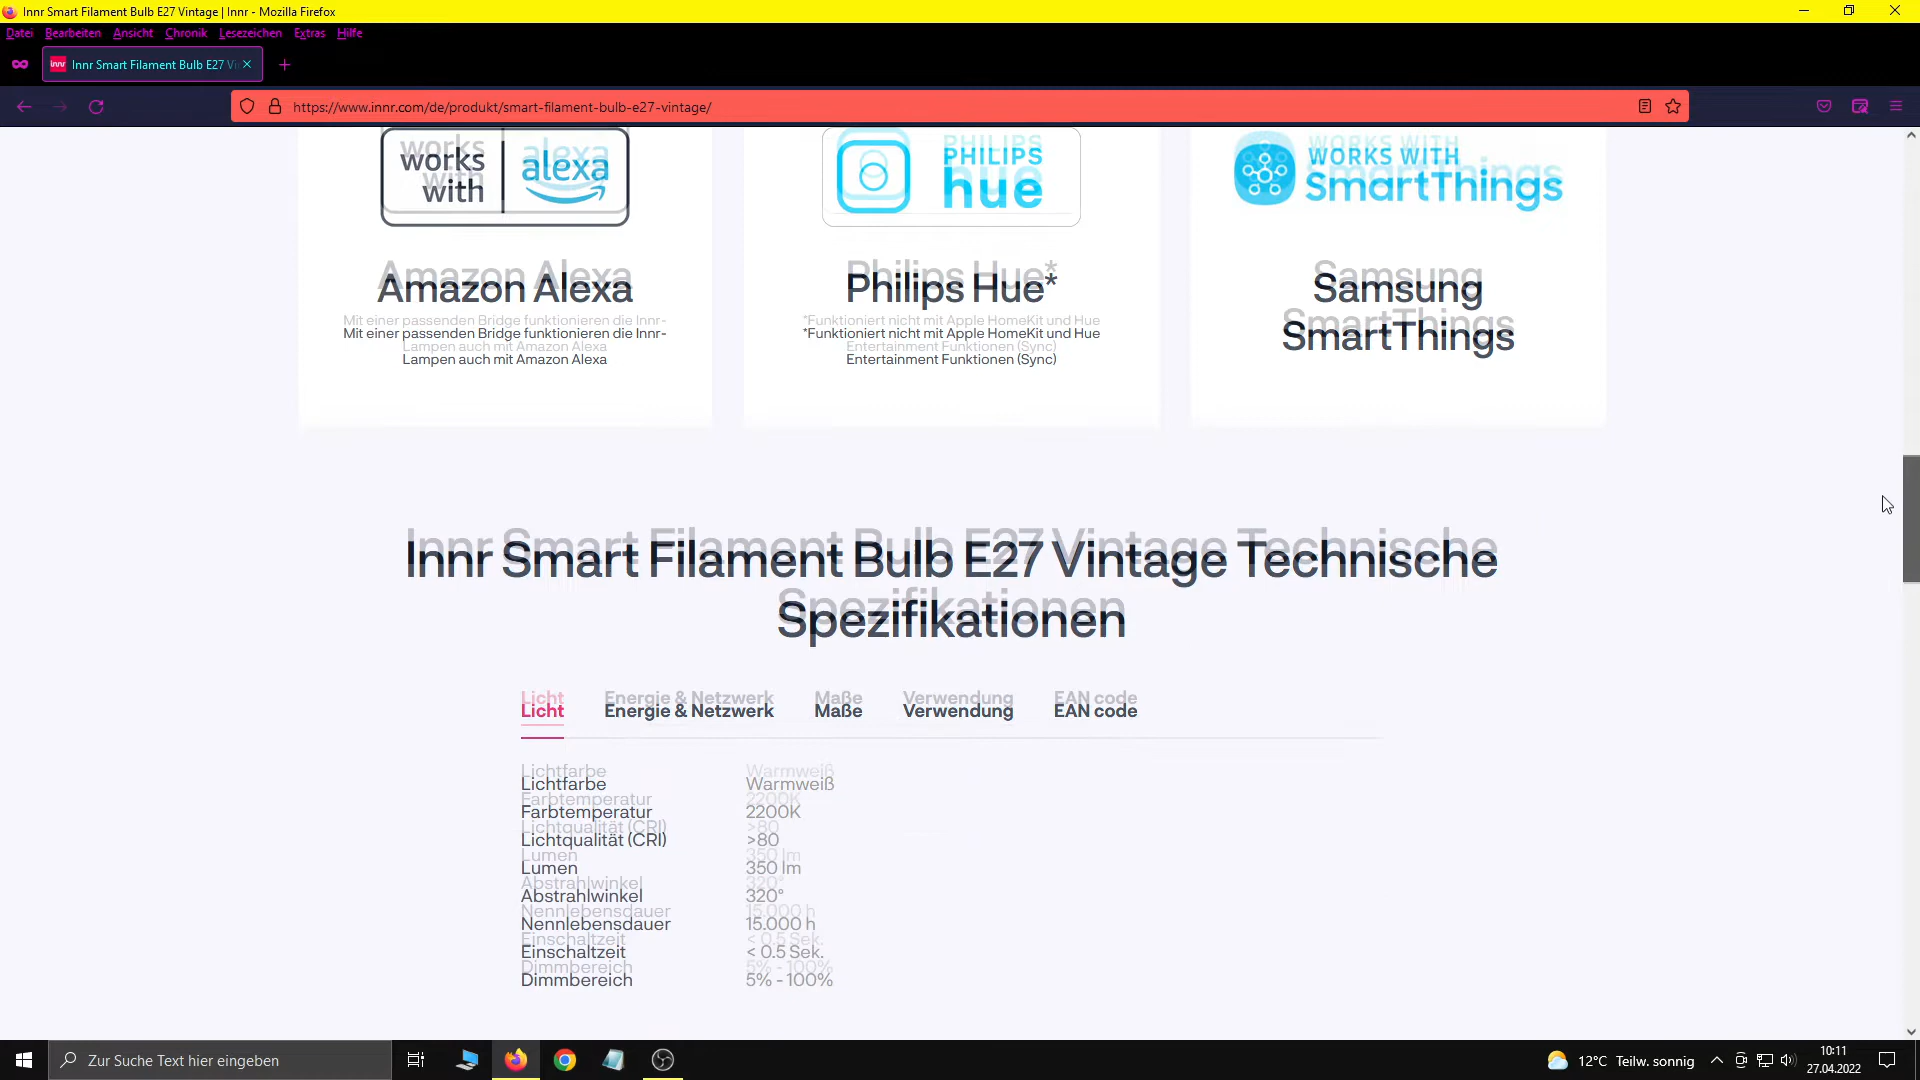 Innr Smart Filament Bulb E27 Vintage | Innr - Mozilla Firefox
Datei Bearbeiten Ansicht Chronik Lesezeichen Extras Hilfe
innr Innr Smart Filament Bulb E27 Vi
https://www.innr.com/de/produkt/smart-filament-bulb-e27-vintage/
works with alexa
PHILIPS hue
WORKS WITH SmartThings
Amazon Alexa
Mit einer passenden Bridge funktionieren die Innr-
Lampen auch mit Amazon Alexa
Philips Hue*
*Funktioniert nicht mit Apple HomeKit und Hue
Entertainment Funktionen (Sync)
Samsung
SmartThings
Innr Smart Filament Bulb E27 Vintage Technische
Spezifikationen
Licht Energie & Netzwerk Maße Verwendung EAN code
Lichtfarbe Warmweiß
Farbtemperatur 2200K
Lichtqualität (CRI) >80
Lumen 350 lm
Abstrahlwinkel 320°
Nennlebensdauer 15.000 h
Einschaltzeit < 0.5 Sek.
Dimmbereich 5% - 100%
Zur Suche Text hier eingeben
12°C Teilw. sonnig
10:11
27.04.2022